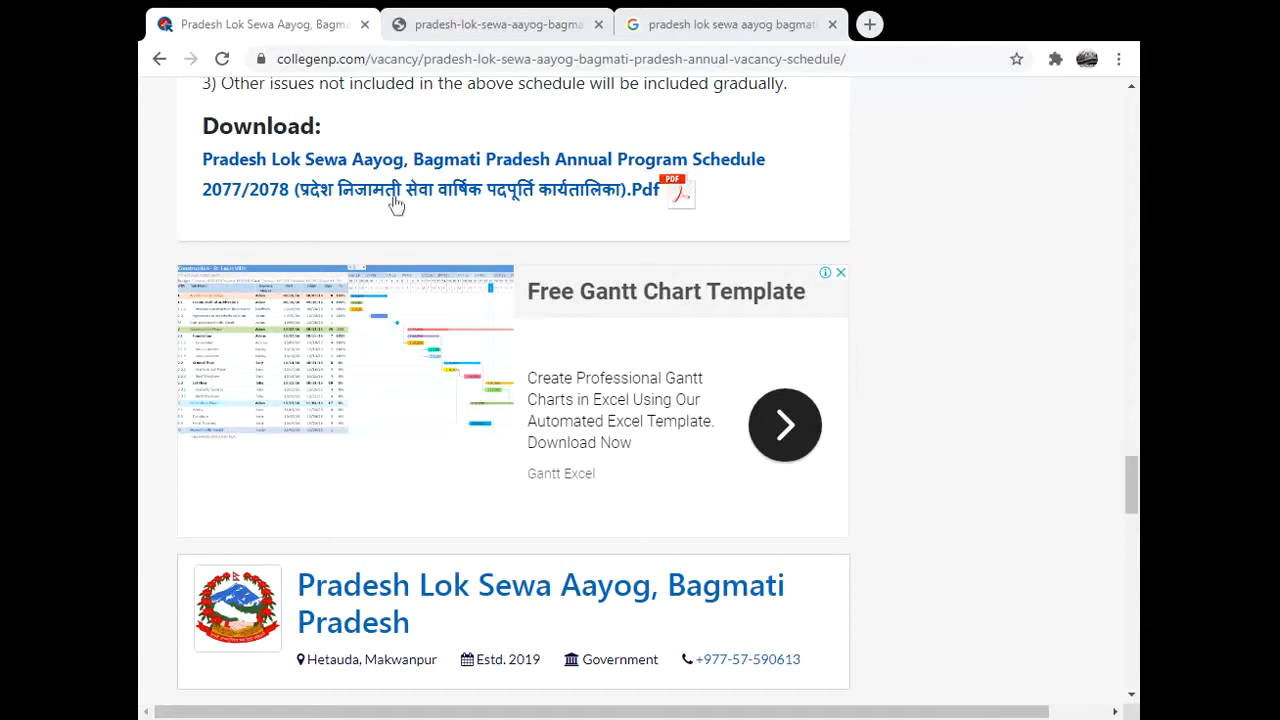 Pradesh Lok Sewa Aayog, Bagma
pradesh-lok-sewa-aayog-bagma
pradesh lok sewa aayog bagmati
collegenp.com/vacancy/pradesh-lok-sewa-aayog-bagmati-pradesh-annual-vacancy-schedule/
3) Other issues not included in the above schedule will be included gradually.
Download:
Pradesh Lok Sewa Aayog, Bagmati Pradesh Annual Program Schedule
2077/2078 (प्रदेश निजामती सेवा वार्षिक पदपूर्ति कार्यतालिका).Pdf
PDF
Free Gantt Chart Template
Create Professional Gantt
Charts in Excel Using Our
Automated Excel Template.
Download Now
Gantt Excel
Pradesh Lok Sewa Aayog, Bagmati
Pradesh
Hetauda, Makwanpur Estd. 2019 Government +977-57-590613